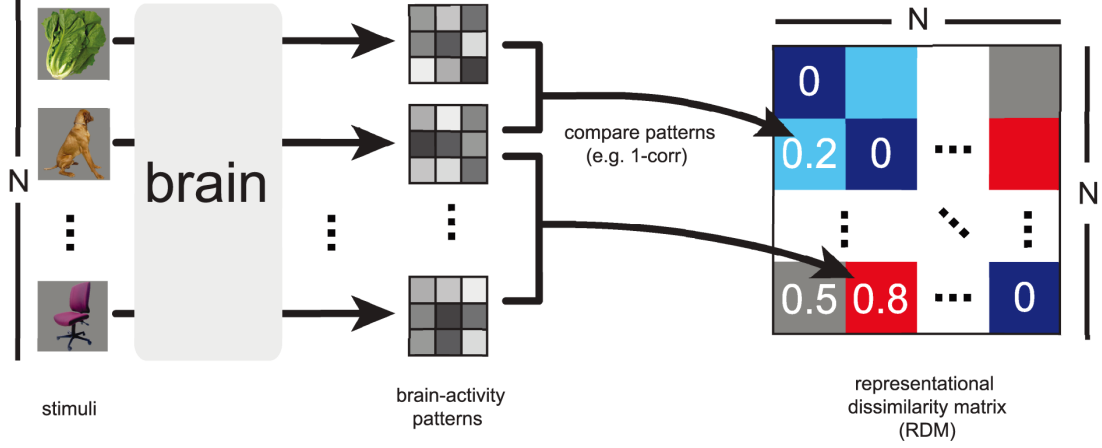 N
brain
compare patterns
(e.g. 1-corr)
N
0
0.2 0 ...
0.5 0.8 ... 0
N
stimuli
brain-activity
patterns
representational
dissimilarity matrix
(RDM)